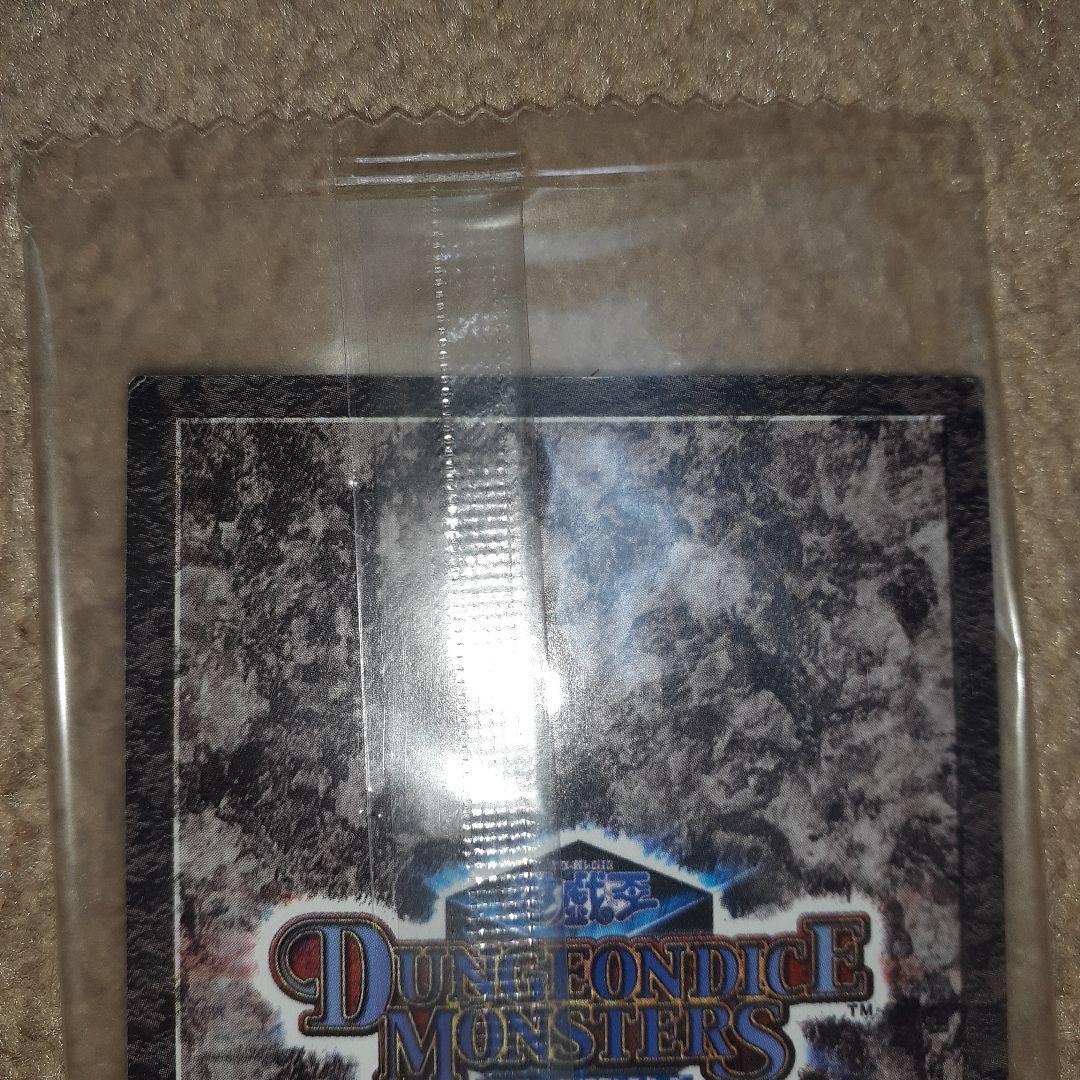 遊戯王
DUNGEONDICE
MONSTERS
™